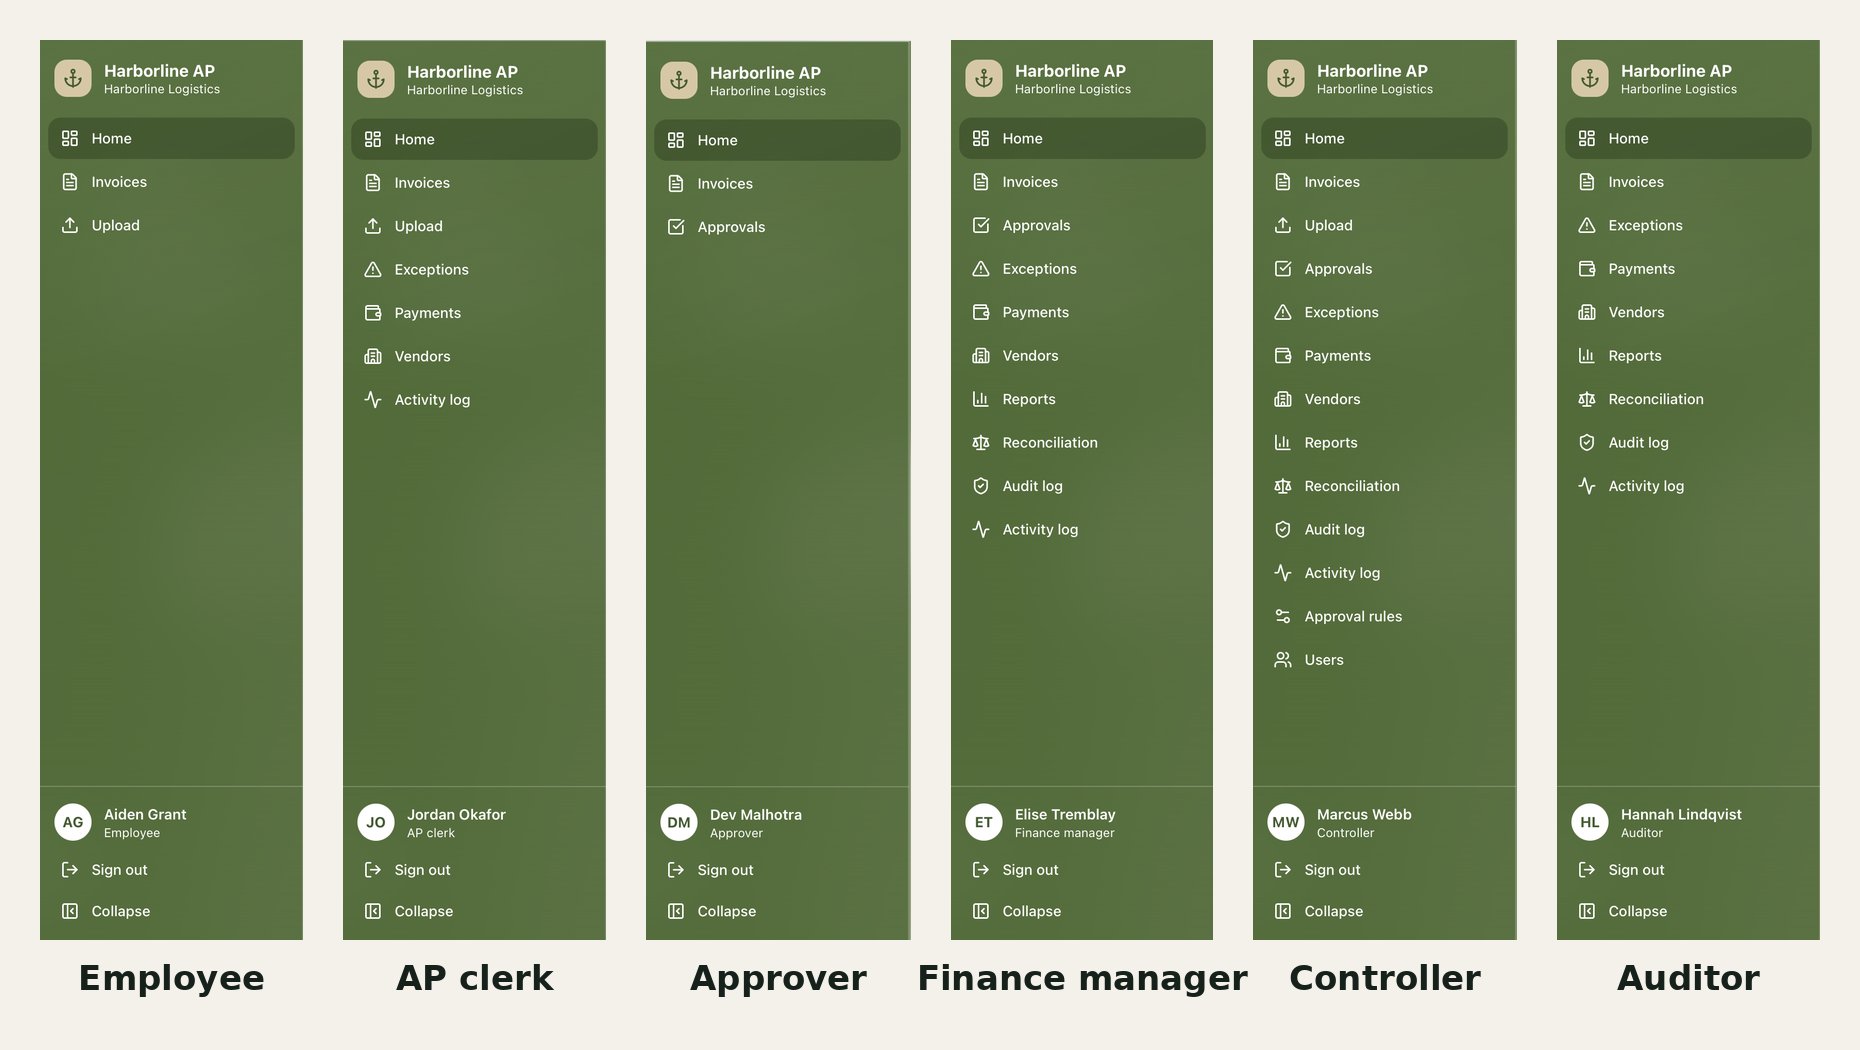 Harborline AP
Harborline Logistics
Home
Invoices
Upload
AG
Aiden Grant
Employee
Sign out
Collapse
Employee
Harborline AP
Harborline Logistics
Home
Invoices
Upload
Exceptions
Payments
Vendors
Activity log
JO
Jordan Okafor
AP clerk
Sign out
Collapse
AP clerk
Harborline AP
Harborline Logistics
Home
Invoices
Approvals
DM
Dev Malhotra
Approver
Sign out
Collapse
Approver
Harborline AP
Harborline Logistics
Home
Invoices
Approvals
Exceptions
Payments
Vendors
Reports
Reconciliation
Audit log
Activity log
ET
Elise Tremblay
Finance manager
Sign out
Collapse
Finance manager
Harborline AP
Harborline Logistics
Home
Invoices
Upload
Approvals
Exceptions
Payments
Vendors
Reports
Reconciliation
Audit log
Activity log
Approval rules
Users
MW
Marcus Webb
Controller
Sign out
Collapse
Controller
Harborline AP
Harborline Logistics
Home
Invoices
Exceptions
Payments
Vendors
Reports
Reconciliation
Audit log
Activity log
HL
Hannah Lindqvist
Auditor
Sign out
Collapse
Auditor